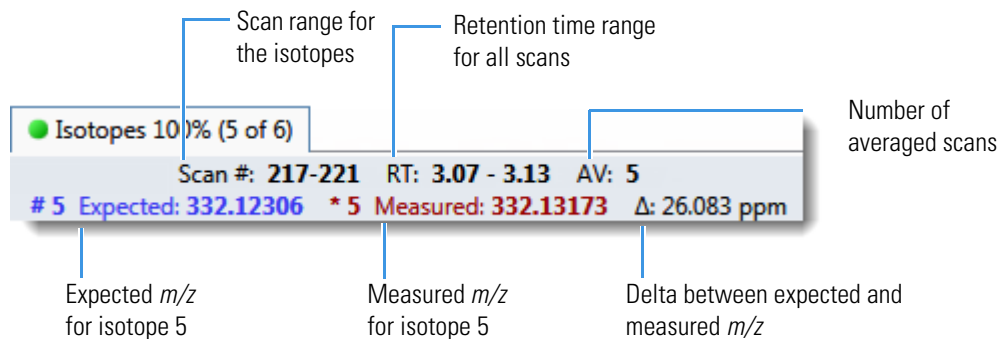 Scan range for
the isotopes
Retention time range
for all scans
Number of
averaged scans
Isotopes 100% (5 of 6)
Scan #: 217-221 RT: 3.07 - 3.13 AV: 5
# 5 Expected: 332.12306 * 5 Measured: 332.13173 Δ: 26.083 ppm
Expected m/z
for isotope 5
Measured m/z
for isotope 5
Delta between expected and
measured m/z